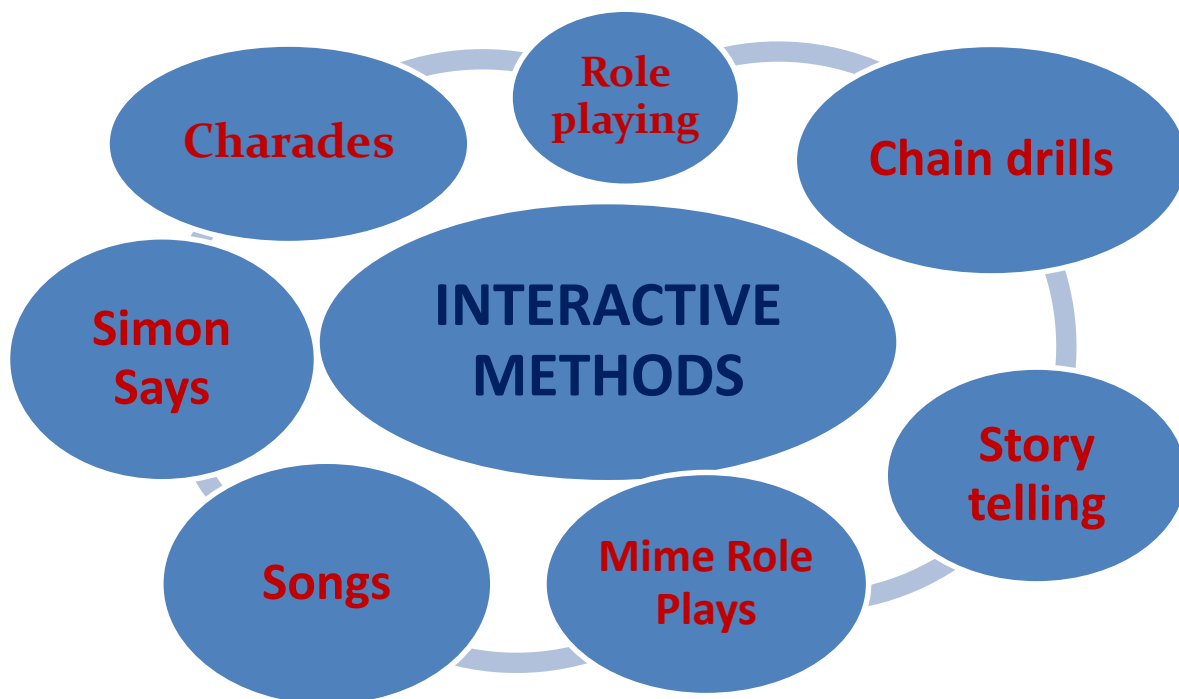 Role
playing
Charades
Chain drills
INTERACTIVE
METHODS
Simon
Says
Story
telling
Mime Role
Plays
Songs